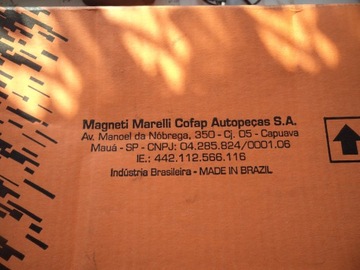 Magneti Marelli Cofap Autopeças S.A.
Av. Manoel da Nóbrega, 350 - Cj. 05 - Capuava
Mauá - SP - CNPJ: 04.285.824/0001.06
IE.: 442.112.566.116
Indústria Brasileira - MADE IN BRAZIL